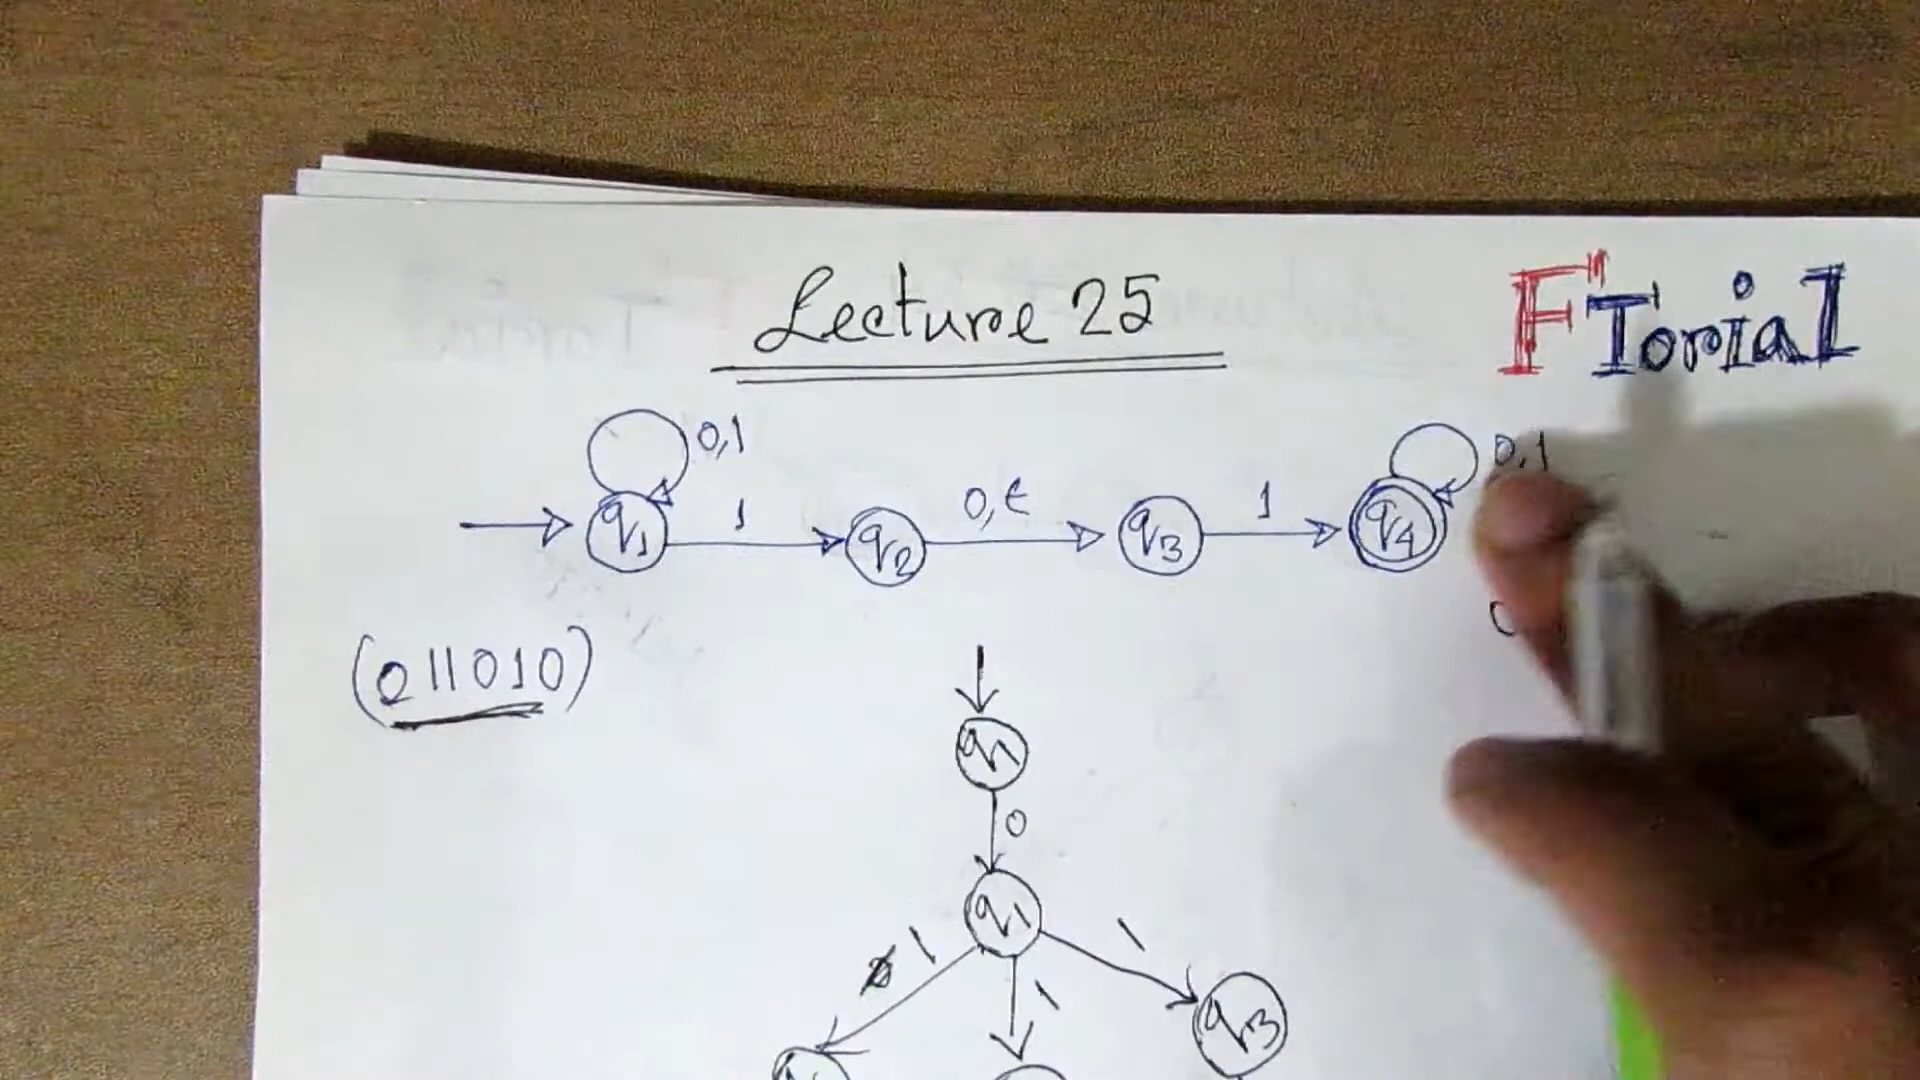 Lecture 25
FTorial
0,1
0,1
q1
1
q2
0,ε
q3
1
q4
(011010)
q1
0
q1
1
1
1
q3